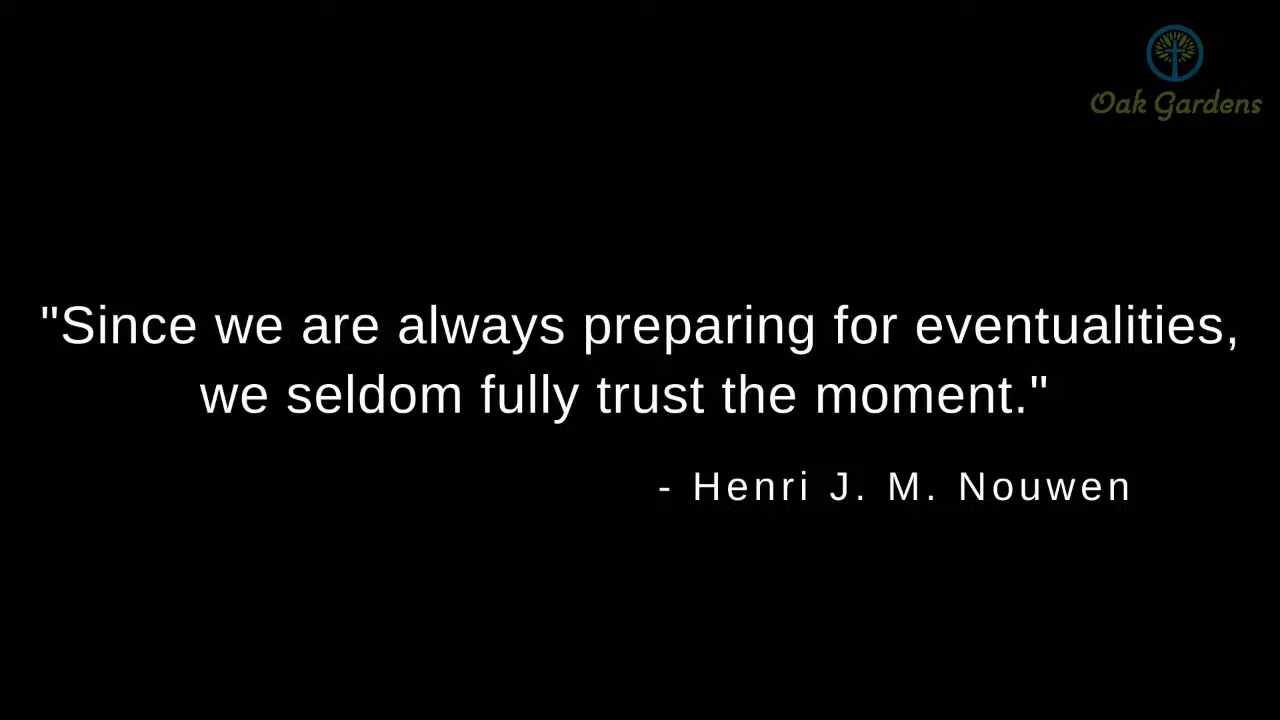 Oak Gardens
"Since we are always preparing for eventualities,
we seldom fully trust the moment."
- Henri J. M. Nouwen